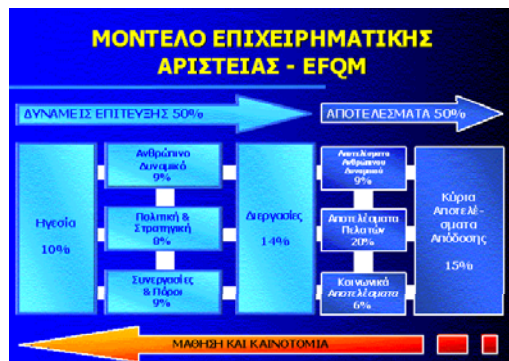 ΜΟΝΤΕΛΟ ΕΠΙΧΕΙΡΗΜΑΤΙΚΗΣ
ΑΡΙΣΤΕΙΑΣ - EFQM
ΔΥΝΑΜΕΙΣ ΕΠΙΤΕΥΞΗΣ 50%
ΑΠΟΤΕΛΕΣΜΑΤΑ 50%
Ηγεσία
10%
Ανθρώπινο
Δυναμικό
9%
Πολιτική &
Στρατηγική
8%
Συνεργασίες
& Πόροι
9%
Διεργασίες
14%
Αποτελέσματα
Ανθρώπινου
Δυναμικού
9%
Αποτελέσματα
Πελατών
20%
Κοινωνικά
Αποτελέσματα
6%
Κύρια
Αποτελέ-
σματα
Απόδοσης
15%
ΜΑΘΗΣΗ ΚΑΙ ΚΑΙΝΟΤΟΜΙΑ